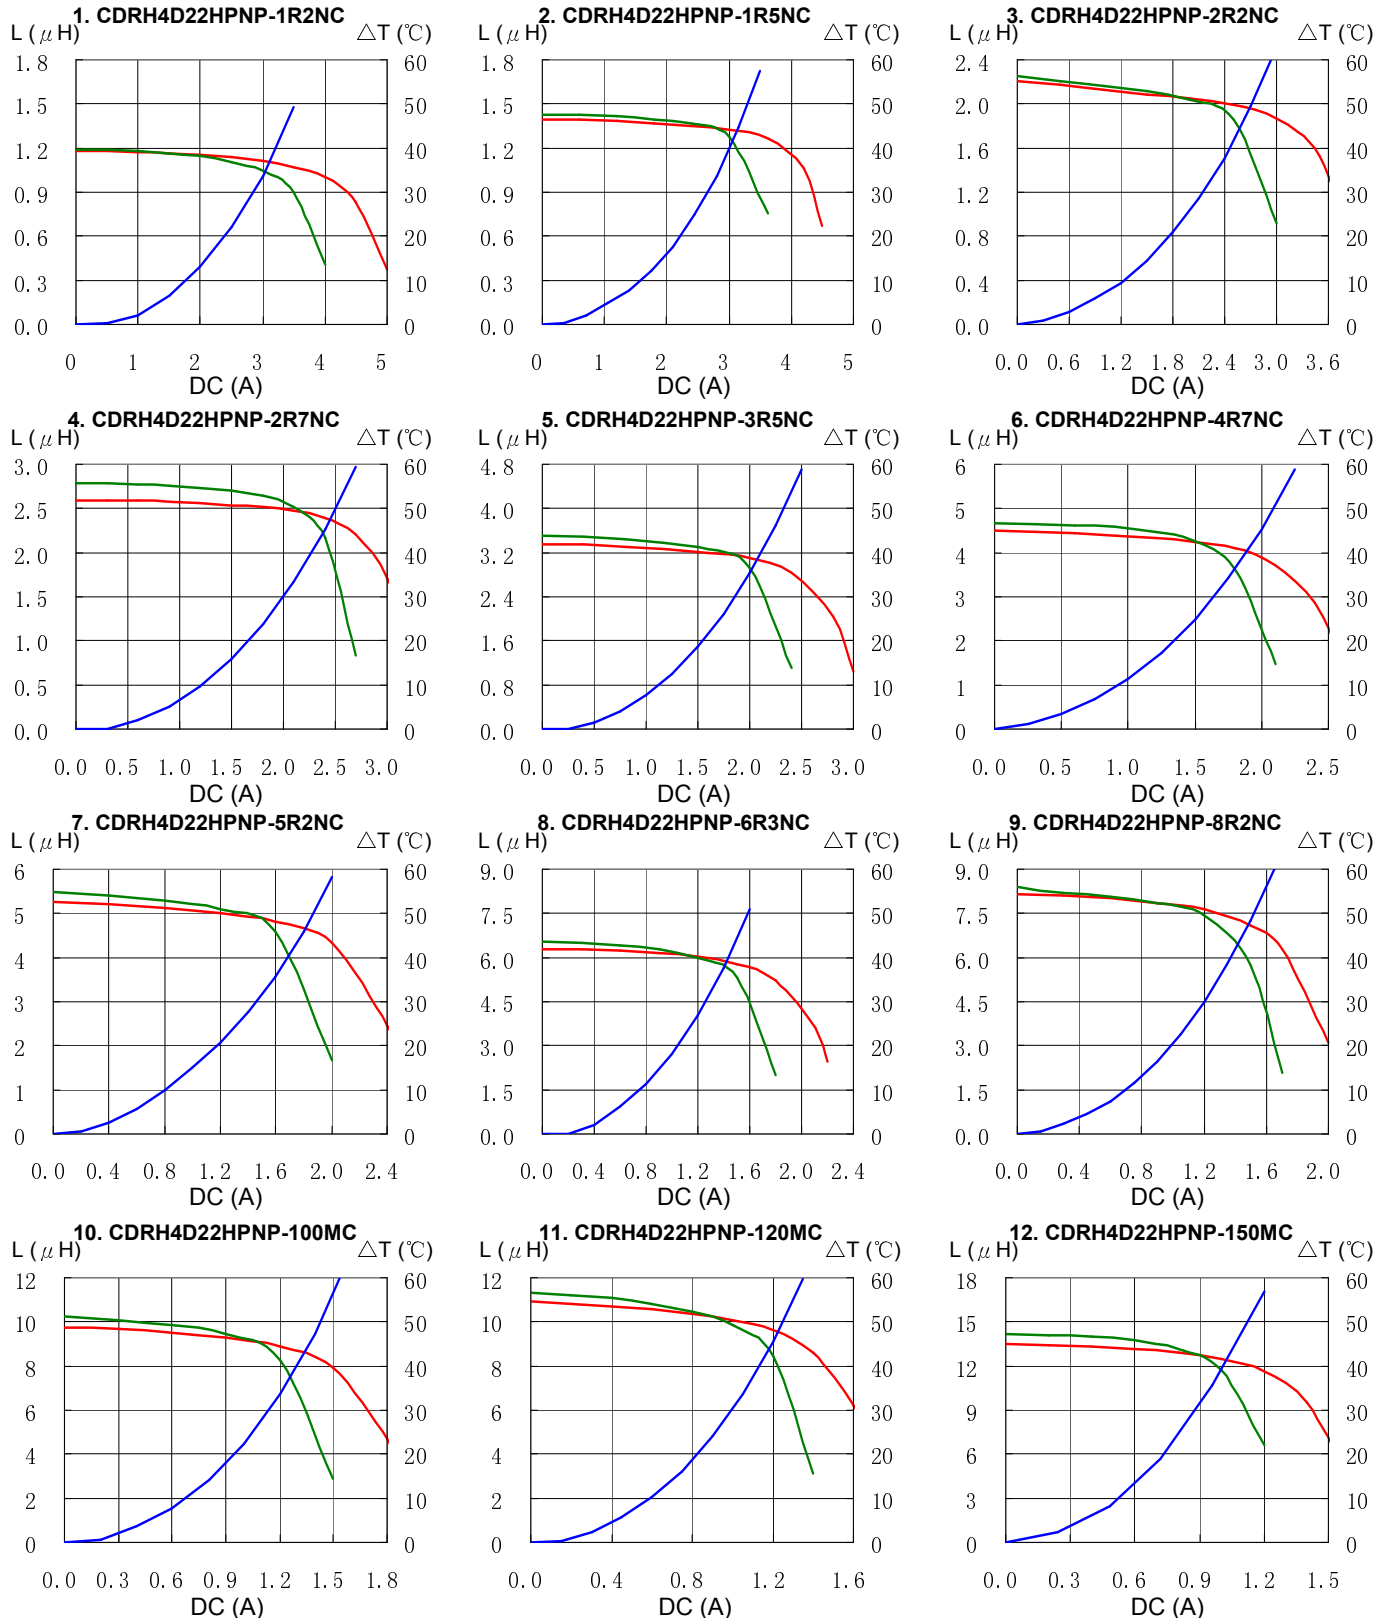 1. CDRH4D22HPNP-1R2NC
L (μH) △T (℃)
1.8 60
1.5 50
1.2 40
0.9 30
0.6 20
0.3 10
0.0 0
0 1 2 3 4 5
DC (A)
2. CDRH4D22HPNP-1R5NC
L (μH) △T (℃)
1.8 60
1.5 50
1.2 40
0.9 30
0.6 20
0.3 10
0.0 0
0 1 2 3 4 5
DC (A)
3. CDRH4D22HPNP-2R2NC
L (μH) △T (℃)
2.4 60
2.0 50
1.6 40
1.2 30
0.8 20
0.4 10
0.0 0
0.0 0.6 1.2 1.8 2.4 3.0 3.6
DC (A)
4. CDRH4D22HPNP-2R7NC
L (μH) △T (℃)
3.0 60
2.5 50
2.0 40
1.5 30
1.0 20
0.5 10
0.0 0
0.0 0.5 1.0 1.5 2.0 2.5 3.0
DC (A)
5. CDRH4D22HPNP-3R5NC
L (μH) △T (℃)
4.8 60
4.0 50
3.2 40
2.4 30
1.6 20
0.8 10
0.0 0
0.0 0.5 1.0 1.5 2.0 2.5 3.0
DC (A)
6. CDRH4D22HPNP-4R7NC
L (μH) △T (℃)
6 60
5 50
4 40
3 30
2 20
1 10
0 0
0.0 0.5 1.0 1.5 2.0 2.5
DC (A)
7. CDRH4D22HPNP-5R2NC
L (μH) △T (℃)
6 60
5 50
4 40
3 30
2 20
1 10
0 0
0.0 0.4 0.8 1.2 1.6 2.0 2.4
DC (A)
8. CDRH4D22HPNP-6R3NC
L (μH) △T (℃)
9.0 60
7.5 50
6.0 40
4.5 30
3.0 20
1.5 10
0.0 0
0.0 0.4 0.8 1.2 1.6 2.0 2.4
DC (A)
9. CDRH4D22HPNP-8R2NC
L (μH) △T (℃)
9.0 60
7.5 50
6.0 40
4.5 30
3.0 20
1.5 10
0.0 0
0.0 0.4 0.8 1.2 1.6 2.0
DC (A)
10. CDRH4D22HPNP-100MC
L (μH) △T (℃)
12 60
10 50
8 40
6 30
4 20
2 10
0 0
0.0 0.3 0.6 0.9 1.2 1.5 1.8
DC (A)
11. CDRH4D22HPNP-120MC
L (μH) △T (℃)
12 60
10 50
8 40
6 30
4 20
2 10
0 0
0.0 0.4 0.8 1.2 1.6
DC (A)
12. CDRH4D22HPNP-150MC
L (μH) △T (℃)
18 60
15 50
12 40
9 30
6 20
3 10
0 0
0.0 0.3 0.6 0.9 1.2 1.5
DC (A)